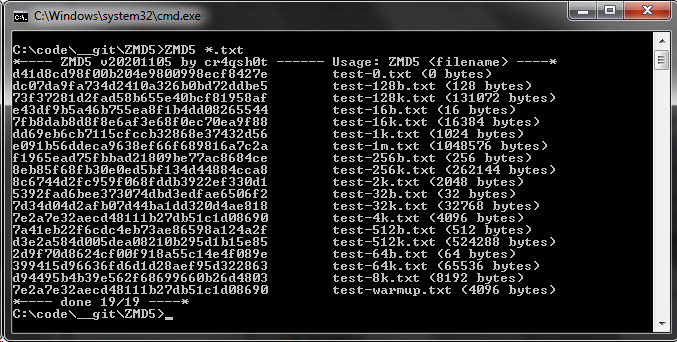 C:\Windows\system32\cmd.exe
C:\code\__git\ZMD5>ZMD5 *.txt
*---- ZMD5 v20201105 by cr4qsh0t ------ Usage: ZMD5 <filename> ----*
d41d8cd98f00b204e9800998ecf8427e test-0.txt (0 bytes)
dc07da9fa734d2410a326b0bd72ddbe5 test-128b.txt (128 bytes)
73f37281d2fad58b655e40bcf81958af test-128k.txt (131072 bytes)
e43df9b5a46b755ea8f1b4dd08265544 test-16b.txt (16 bytes)
7fb8dab8d8f8e6af3e68f0ec70ea9f88 test-16k.txt (16384 bytes)
dd69eb6cb7115cfccb32868e37432d56 test-1k.txt (1024 bytes)
e091b56ddeca9638ef66f689816a7c2a test-1m.txt (1048576 bytes)
f1965ead75fbbad21809be77ac8684ce test-256b.txt (256 bytes)
8eb85f68fb30e0ed5bf134d44884cca8 test-256k.txt (262144 bytes)
8c6744d2fc959f068fddb3922ef330d1 test-2k.txt (2048 bytes)
5392fad6bee373074dbd3edfae6506f2 test-32b.txt (32 bytes)
7d34d04d2afb07d44ba1dd320d4ae818 test-32k.txt (32768 bytes)
7e2a7e32aecd48111b27db51c1d08690 test-4k.txt (4096 bytes)
7a41eb22f6cdc4eb73ae86598a124a2f test-512b.txt (512 bytes)
d3e2a584d005dea08210b295d1b15e85 test-512k.txt (524288 bytes)
2d9f70d8624cf00f918a55c14e4f089e test-64b.txt (64 bytes)
399415d96636fd6d1d28aef95d322863 test-64k.txt (65536 bytes)
d94495b4b39e562f68699660b26d4803 test-8k.txt (8192 bytes)
7e2a7e32aecd48111b27db51c1d08690 test-warmup.txt (4096 bytes)
*---- done 19/19 ----*
C:\code\__git\ZMD5>_